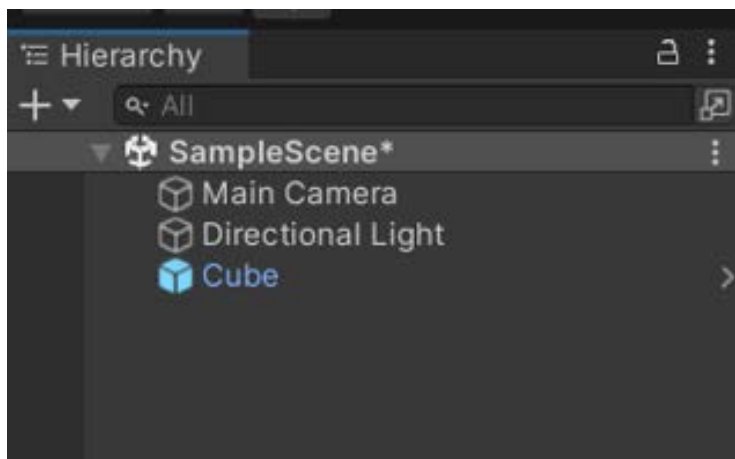 Hierarchy
All
SampleScene*
Main Camera
Directional Light
Cube